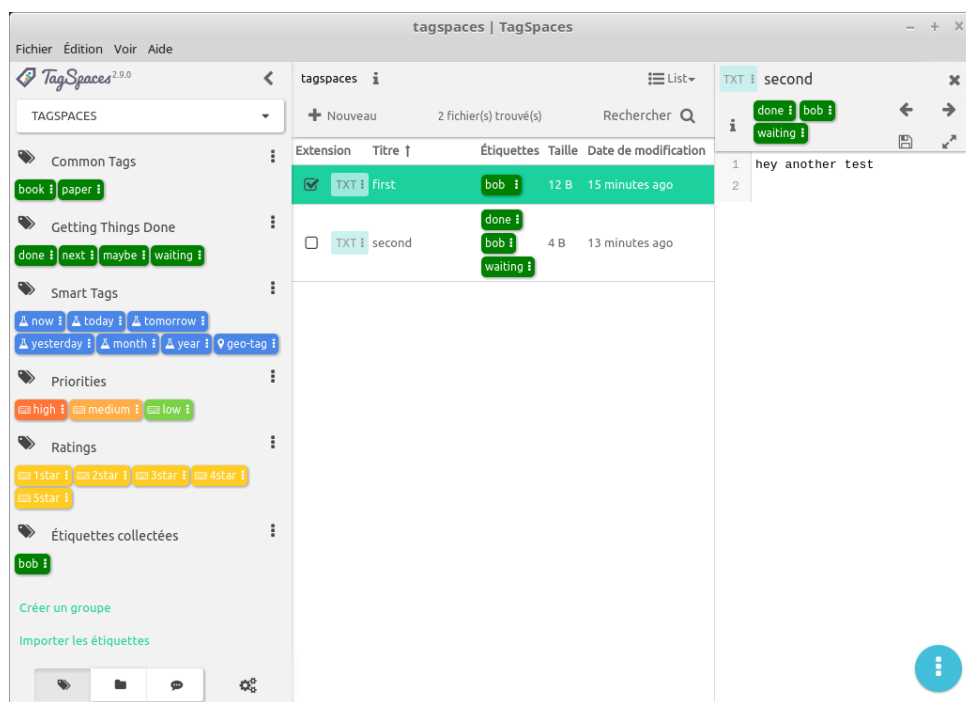 tagspaces | TagSpaces
Fichier Édition Voir Aide
TagSpaces 2.9.0
TAGSPACES
Common Tags
book paper
Getting Things Done
done next maybe waiting
Smart Tags
now today tomorrow
yesterday month year geo-tag
Priorities
high medium low
Ratings
1star 2star 3star 4star
5star
Étiquettes collectées
bob
Créer un groupe
Importer les étiquettes
tagspaces List
Nouveau 2 fichier(s) trouvé(s) Rechercher
Extension Titre Étiquettes Taille Date de modification
TXT first bob 12 B 15 minutes ago
done
TXT second bob 4 B 13 minutes ago
waiting
TXT second
done bob
waiting
1 hey another test
2